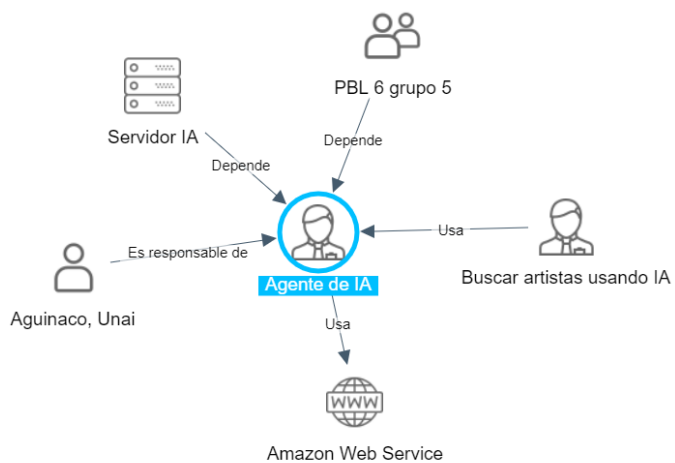 PBL 6 grupo 5
Servidor IA
Depende
Depende
Usa
Es responsable de
Buscar artistas usando IA
Agente de IA
Aguinaco, Unai
Usa
WWW
Amazon Web Service